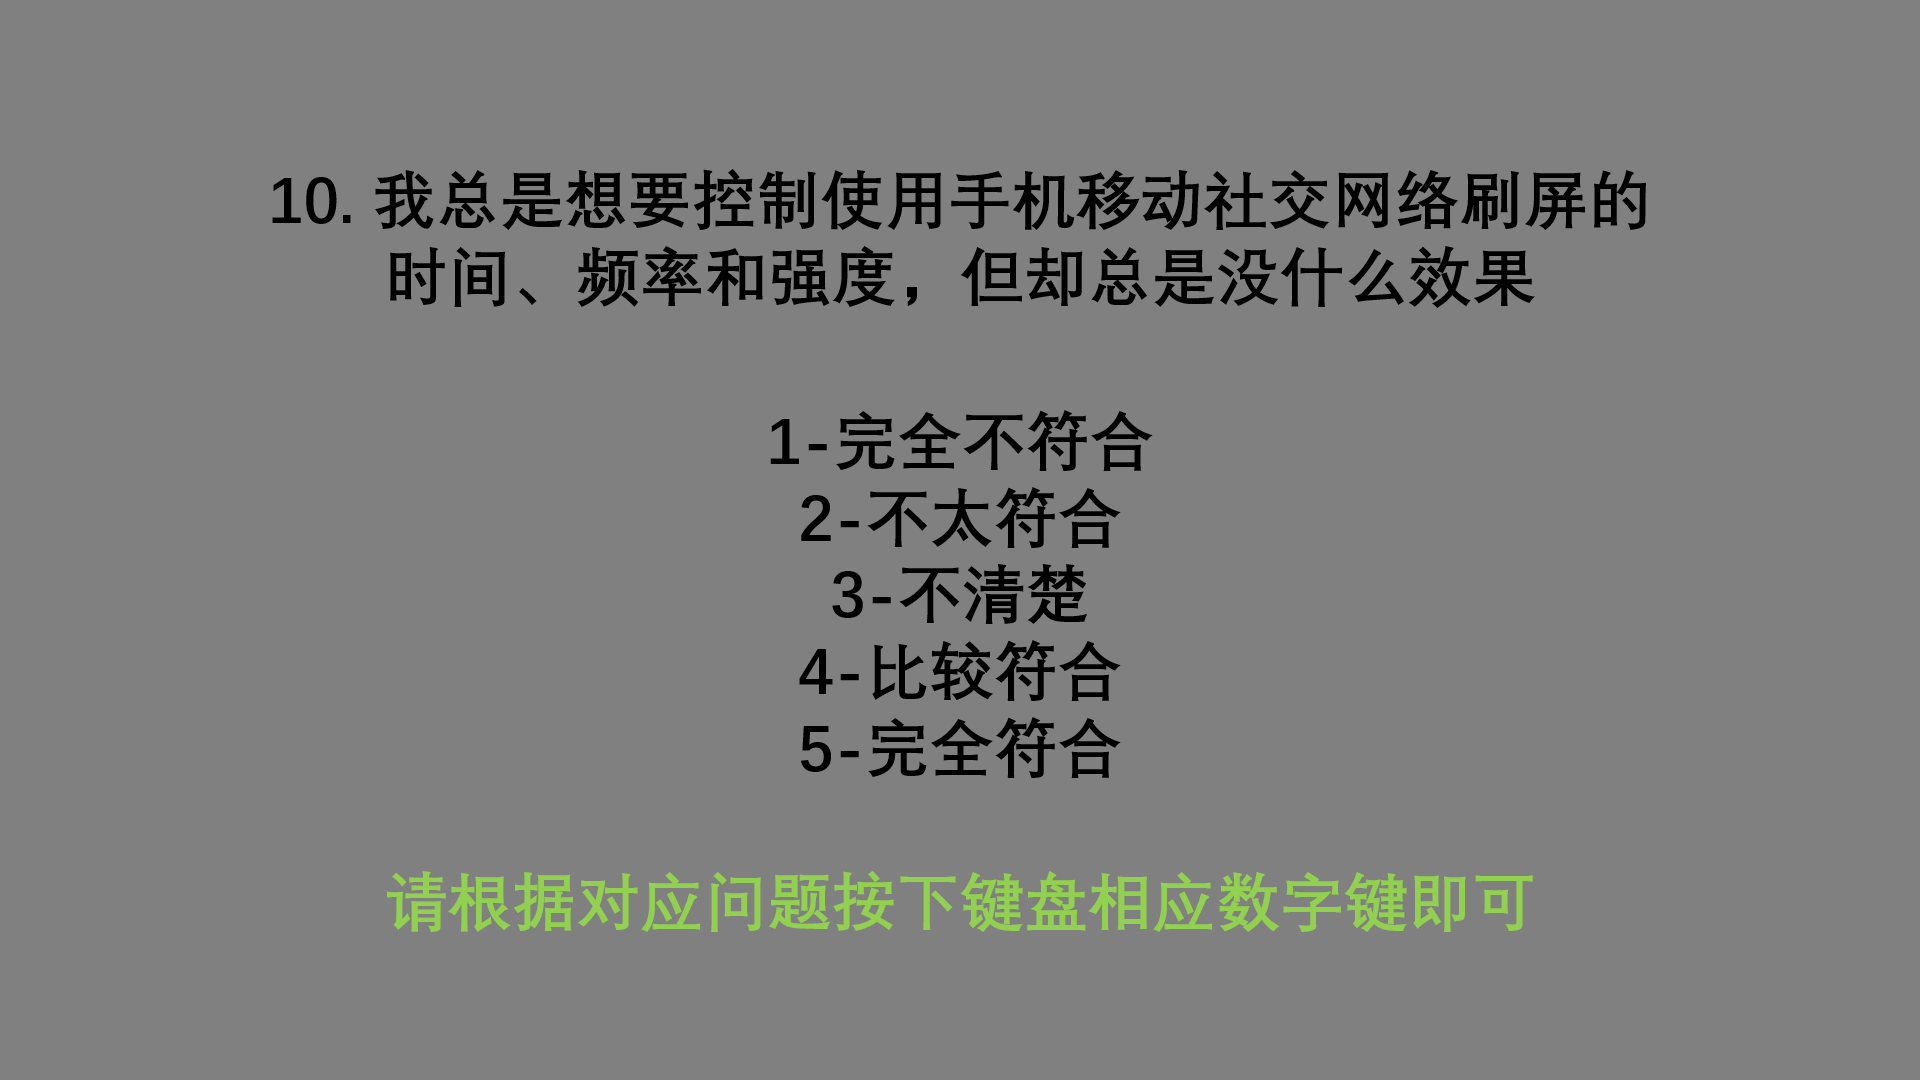 10. 我总是想要控制使用手机移动社交网络刷屏的
时间、频率和强度，但却总是没什么效果
1-完全不符合
2-不太符合
3-不清楚
4-比较符合
5-完全符合
请根据对应问题按下键盘相应数字键即可